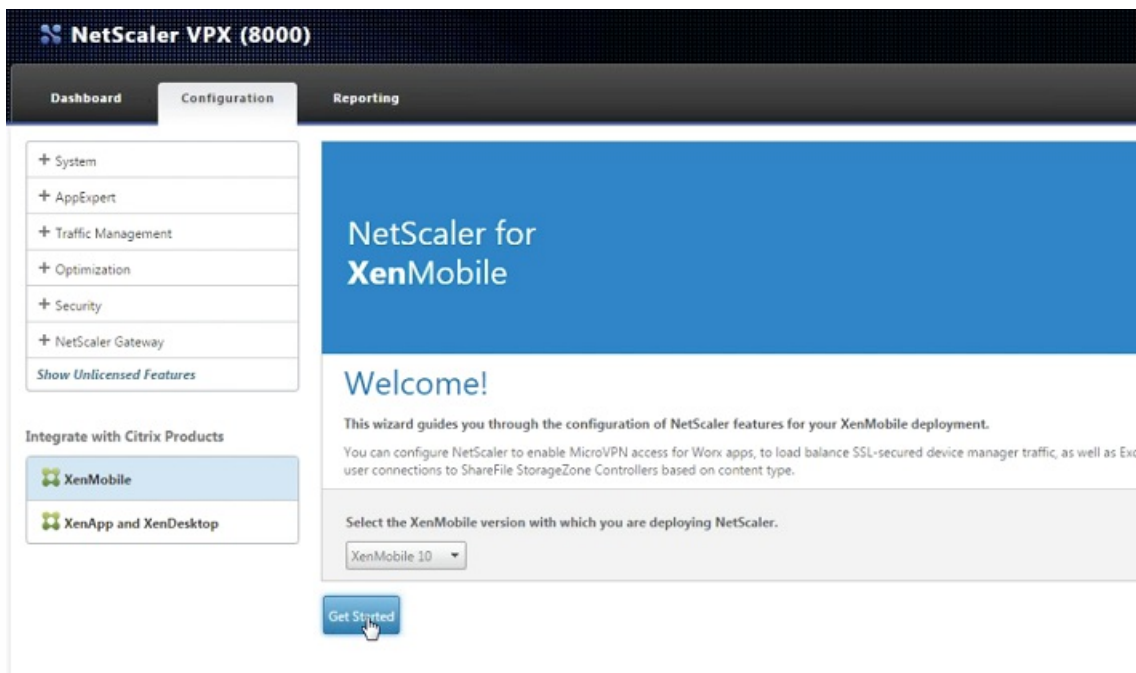 NetScaler VPX (8000)
Dashboard
Configuration
Reporting
+ System
+ AppExpert
+ Traffic Management
+ Optimization
+ Security
+ NetScaler Gateway
Show Unlicensed Features
Integrate with Citrix Products
XenMobile
XenApp and XenDesktop
NetScaler for
XenMobile
Welcome!
This wizard guides you through the configuration of NetScaler features for your XenMobile deployment.
You can configure NetScaler to enable MicroVPN access for Worx apps, to load balance SSL-secured device manager traffic, as well as Exc
user connections to ShareFile StorageZone Controllers based on content type.
Select the XenMobile version with which you are deploying NetScaler.
XenMobile 10
Get Started